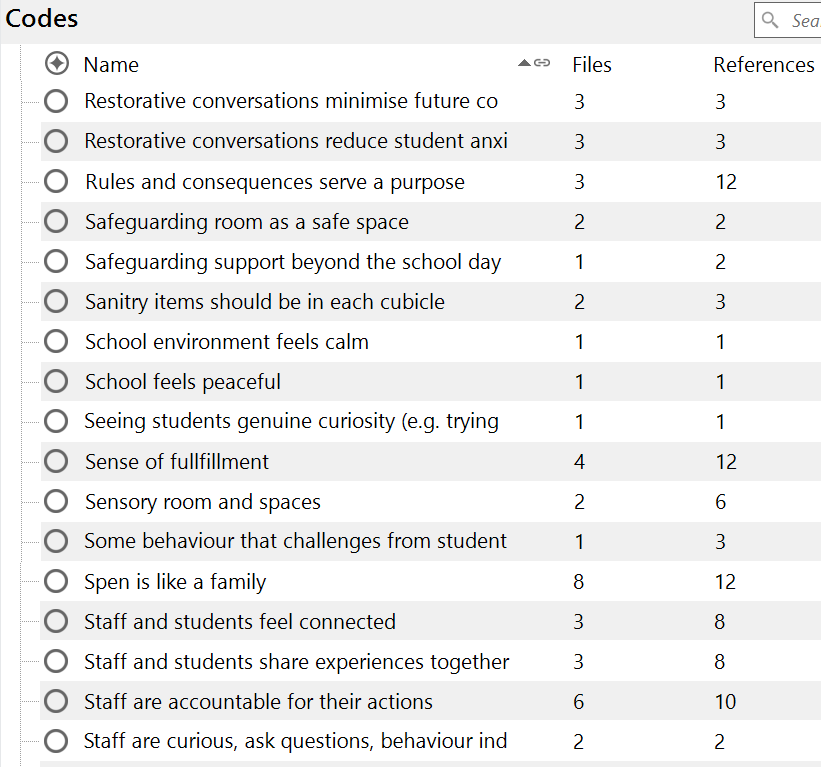 Codes
Sea
Name Files References
Restorative conversations minimise future co 3 3
Restorative conversations reduce student anxi 3 3
Rules and consequences serve a purpose 3 12
Safeguarding room as a safe space 2 2
Safeguarding support beyond the school day 1 2
Sanitry items should be in each cubicle 2 3
School environment feels calm 1 1
School feels peaceful 1 1
Seeing students genuine curiosity (e.g. trying 1 1
Sense of fullfillment 4 12
Sensory room and spaces 2 6
Some behaviour that challenges from student 1 3
Spen is like a family 8 12
Staff and students feel connected 3 8
Staff and students share experiences together 3 8
Staff are accountable for their actions 6 10
Staff are curious, ask questions, behaviour ind 2 2